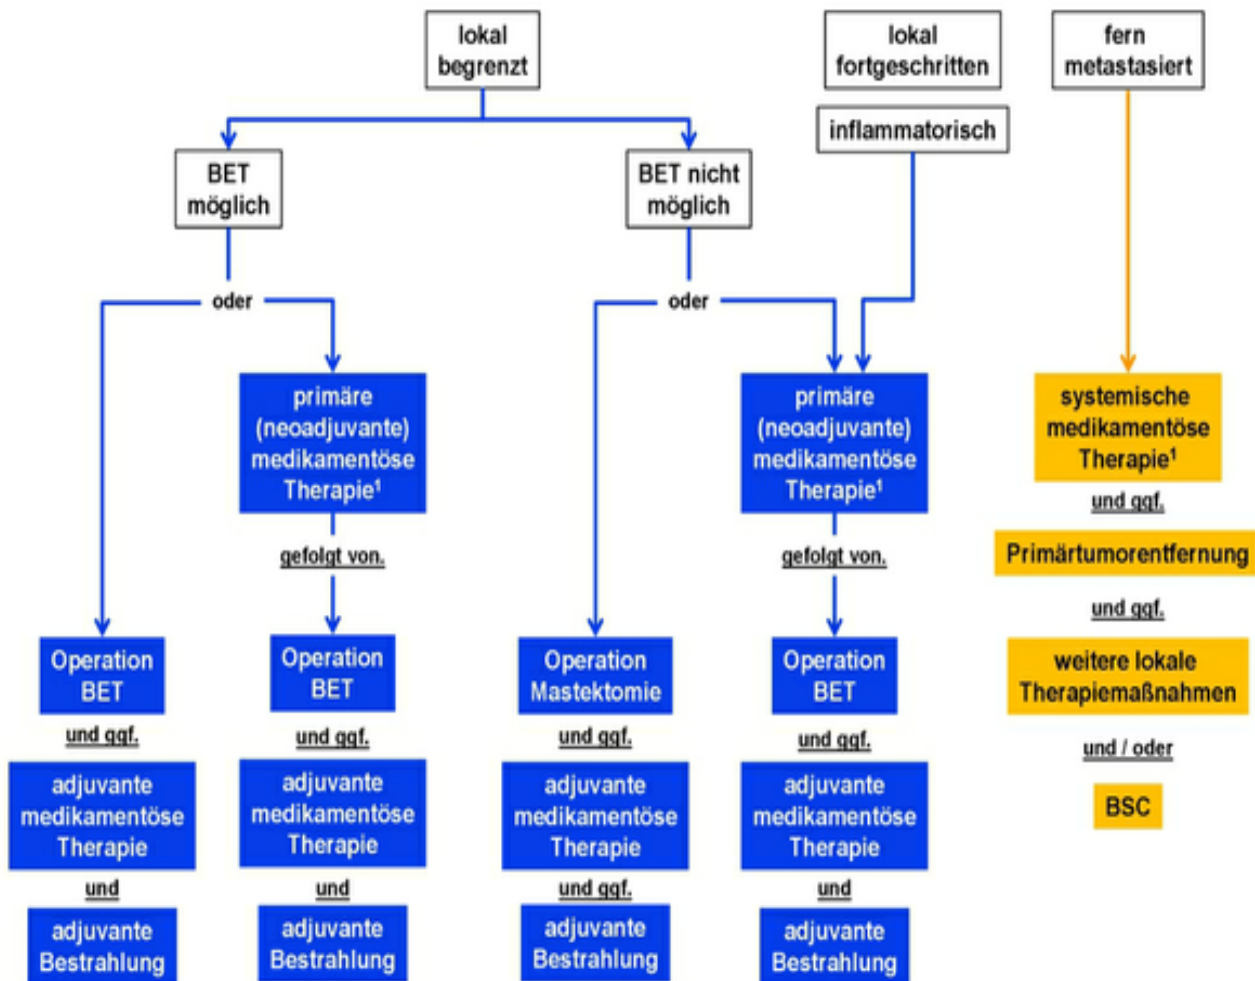 lokal
begrenzt
lokal
fortgeschritten
fern
metastasiert
inflammatorisch
BET
möglich
BET nicht
möglich
oder
oder
primäre
(neoadjuvante)
medikamentöse
Therapie¹
primäre
(neoadjuvante)
medikamentöse
Therapie¹
systemische
medikamentöse
Therapie¹
und ggf.
gefolgt von.
gefolgt von.
Primärtumorentfernung
und ggf.
Operation
BET
Operation
BET
Operation
Mastektomie
Operation
BET
weitere lokale
Therapiemaßnahmen
und ggf.
und ggf.
und ggf.
und ggf.
und / oder
adjuvante
medikamentöse
Therapie
adjuvante
medikamentöse
Therapie
adjuvante
medikamentöse
Therapie
adjuvante
medikamentöse
Therapie
BSC
und
und
und ggf.
und
adjuvante
Bestrahlung
adjuvante
Bestrahlung
adjuvante
Bestrahlung
adjuvante
Bestrahlung